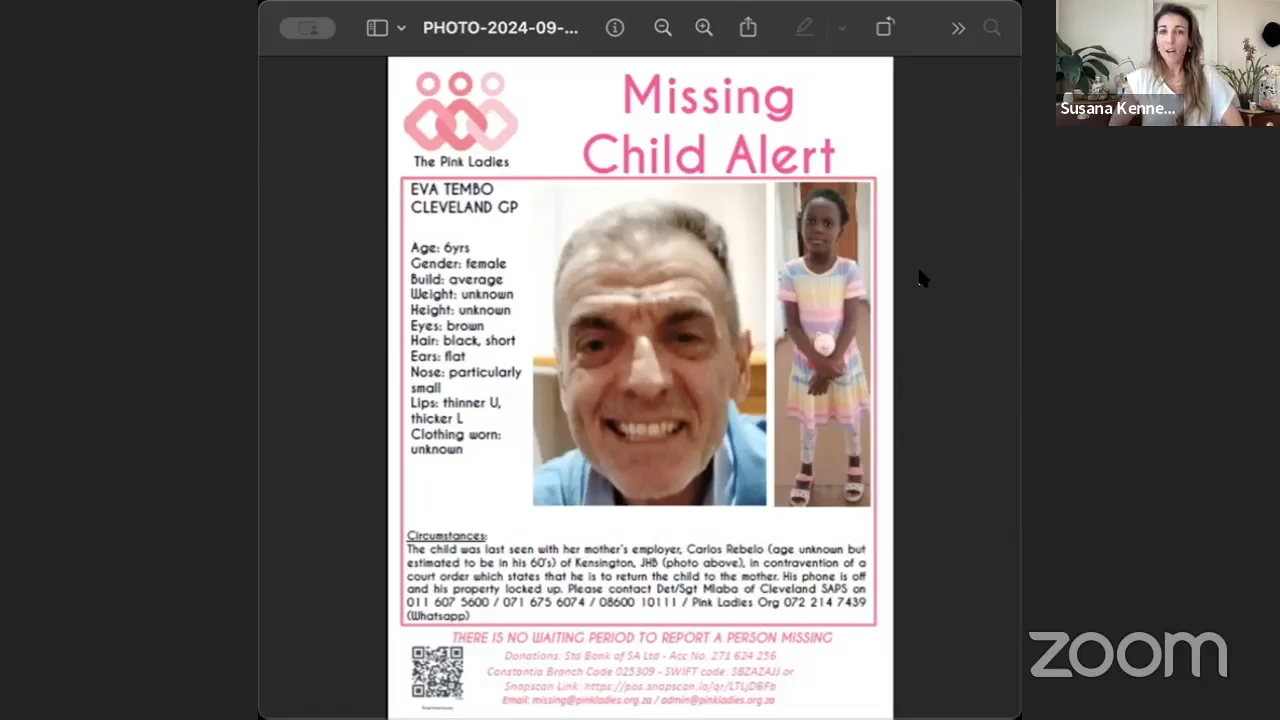 PHOTO-2024-09-...
Susana Kenne...
The Pink Ladies
Missing
Child Alert
EVA TEMBO
CLEVELAND GP
Age: 6yrs
Gender: female
Build: average
Weight: unknown
Height: unknown
Eyes: brown
Hair: black, short
Ears: flat
Nose: particularly
small
Lips: thinner U,
thicker L
Clothing worn:
unknown
Circumstances:
The child was last seen with her mother's employer, Carlos Rebelo (age unknown but
estimated to be in his 60's) of Kensington, JHB (photo above), in contravention of a
court order which states that he is to return the child to the mother. His phone is off
and his property locked up. Please contact Det/Sgt Mlaba of Cleveland SAPS on
011 607 5600 / 071 675 6074 / 08600 10111 / Pink Ladies Org 072 214 7439
(Whatsapp)
THERE IS NO WAITING PERIOD TO REPORT A PERSON MISSING
Donations: Std Bank of SA Ltd - Acc No. 271 624 256
Constantia Branch Code 025309 - SWIFT code: SBZAZAJJ or
Snapscan Link: https://pos.snapscan.io/qr/LTLjDBFb
Email: missing@pinkladies.org.za / admin@pinkladies.org.za
zoom